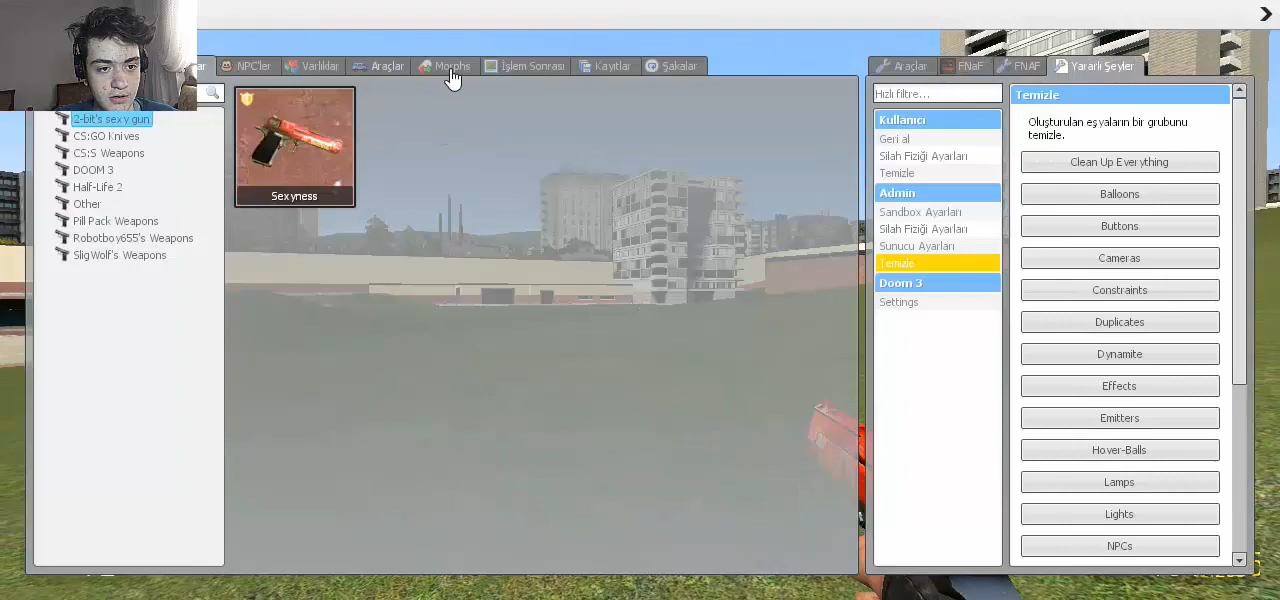 ar
NPC'ler
Varlıklar
Araçlar
Morphs
İşlem Sonrası
Kayıtlar
Şakalar
2-bit's sexy gun
CS:GO Knives
CS:S Weapons
DOOM 3
Half-Life 2
Other
Pill Pack Weapons
Robotboy655's Weapons
SligWolf's Weapons
Sexyness
Araçlar
FNaF
FNAF
Yararlı Şeyler
Hızlı filtre...
Kullanıcı
Geri al
Silah Fiziği Ayarları
Temizle
Admin
Sandbox Ayarları
Silah Fiziği Ayarları
Sunucu Ayarları
Temizle
Doom 3
Settings
Temizle
Oluşturulan eşyaların bir grubunu
temizle.
Clean Up Everything
Balloons
Buttons
Cameras
Constraints
Duplicates
Dynamite
Effects
Emitters
Hover-Balls
Lamps
Lights
NPCs